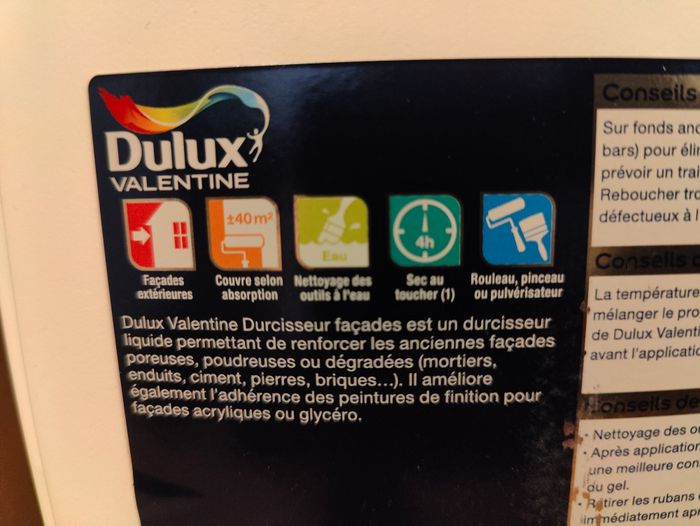 Dulux
VALENTINE
±40 m²
Eau
4h
Façades
extérieures
Couvre selon
absorption
Nettoyage des
outils à l'eau
Sec au
toucher (1)
Rouleau, pinceau
ou pulvérisateur
Dulux Valentine Durcisseur façades est un durcisseur
liquide permettant de renforcer les anciennes façades
poreuses, poudreuses ou dégradées (mortiers,
enduits, ciment, pierres, briques...). Il améliore
également l'adhérence des peintures de finition pour
façades acryliques ou glycéro.
Conseils
Sur fonds anc
bars) pour élim
prévoir un trai
Reboucher tro
défectueux à l
Conseils d
La température
mélanger le pro
de Dulux Valenti
avant l'applicatio
Conseils de
· Nettoyage des ou
· Après application
une meilleure con
du gel.
· Retirer les rubans
immédiatement apr